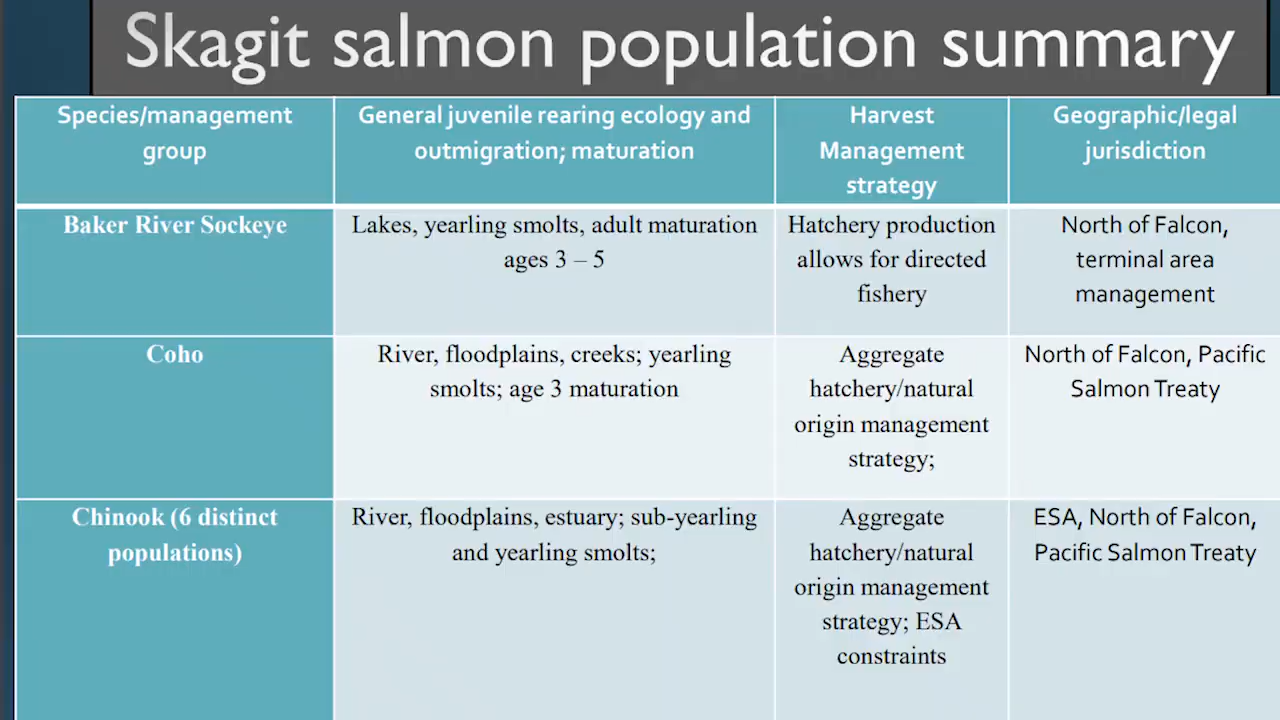 Skagit salmon population summary
Species/management
group
General juvenile rearing ecology and
outmigration; maturation
Harvest
Management
strategy
Geographic/legal
jurisdiction
Baker River Sockeye
Lakes, yearling smolts, adult maturation
ages 3 – 5
Hatchery production
allows for directed
fishery
North of Falcon,
terminal area
management
Coho
River, floodplains, creeks; yearling
smolts; age 3 maturation
Aggregate
hatchery/natural
origin management
strategy;
North of Falcon, Pacific
Salmon Treaty
Chinook (6 distinct
populations)
River, floodplains, estuary; sub-yearling
and yearling smolts;
Aggregate
hatchery/natural
origin management
strategy; ESA
constraints
ESA, North of Falcon,
Pacific Salmon Treaty